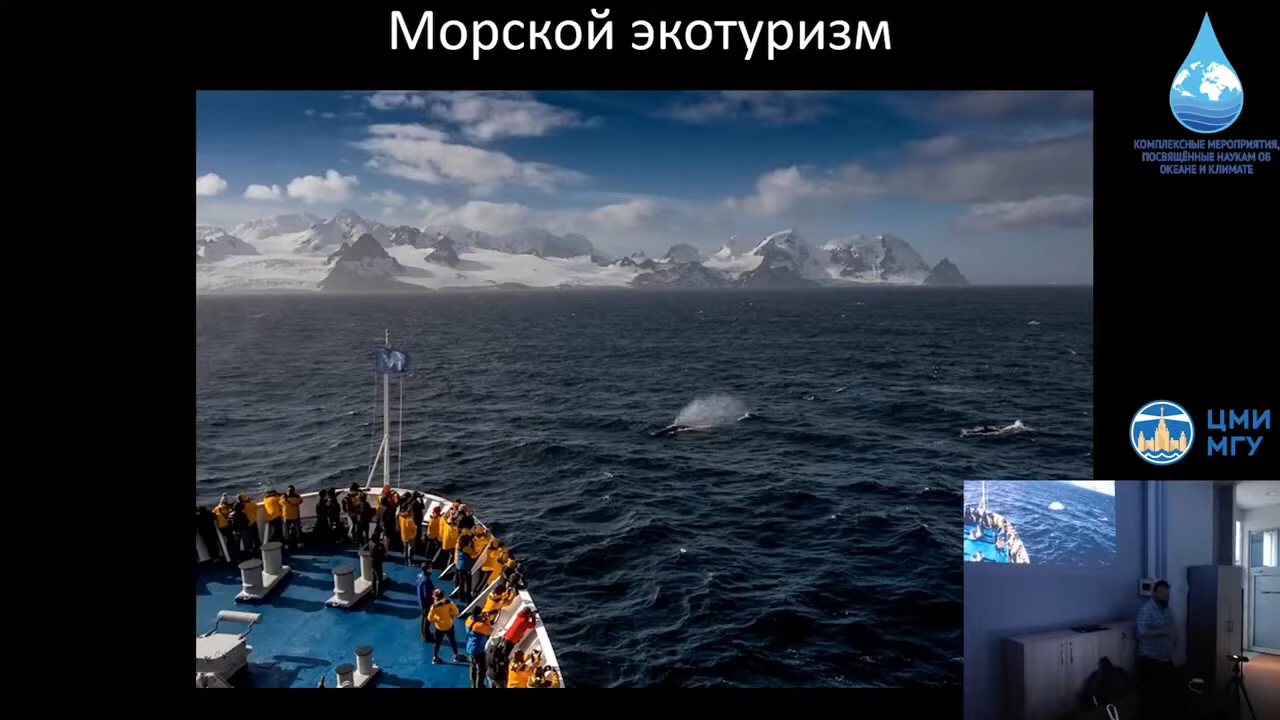 Морской экотуризм
КОМПЛЕКСНЫЕ МЕРОПРИЯТИЯ,
ПОСВЯЩЁННЫЕ НАУКАМ ОБ
ОКЕАНЕ И КЛИМАТЕ
ЦМИ
МГУ